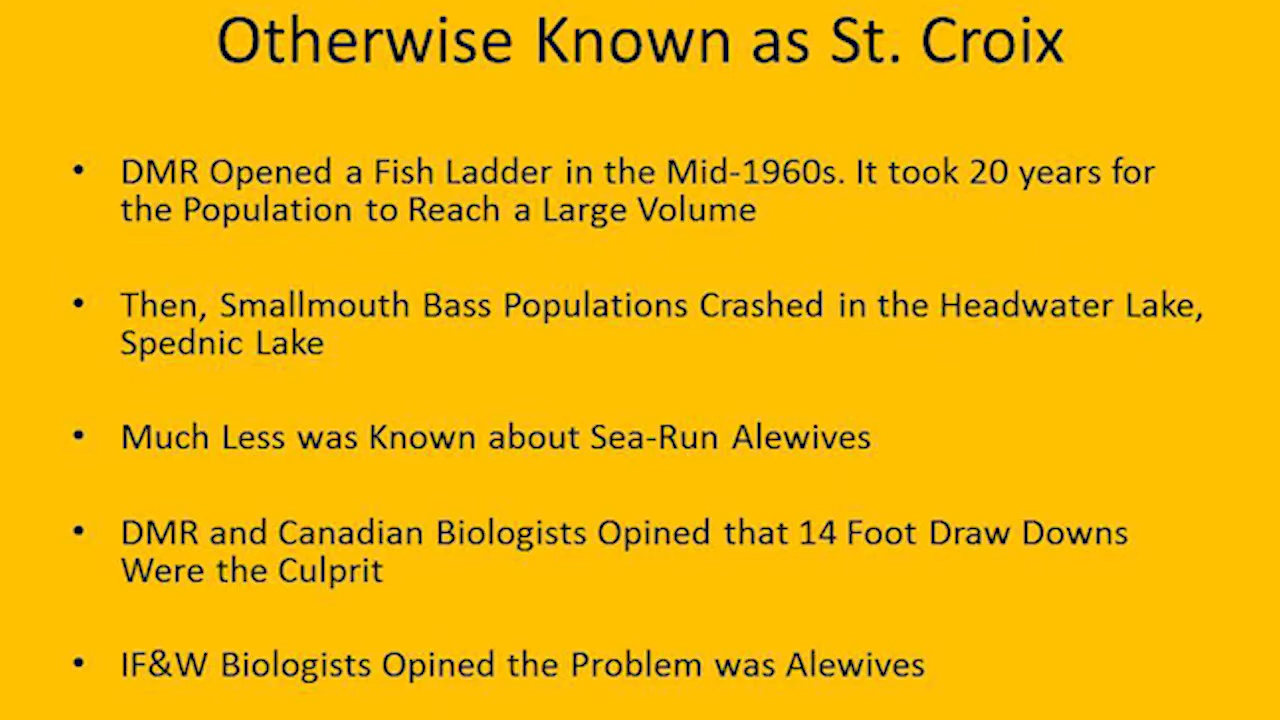 Otherwise Known as St. Croix
• DMR Opened a Fish Ladder in the Mid-1960s. It took 20 years for
the Population to Reach a Large Volume
• Then, Smallmouth Bass Populations Crashed in the Headwater Lake,
Spednic Lake
• Much Less was Known about Sea-Run Alewives
• DMR and Canadian Biologists Opined that 14 Foot Draw Downs
Were the Culprit
• IF&W Biologists Opined the Problem was Alewives